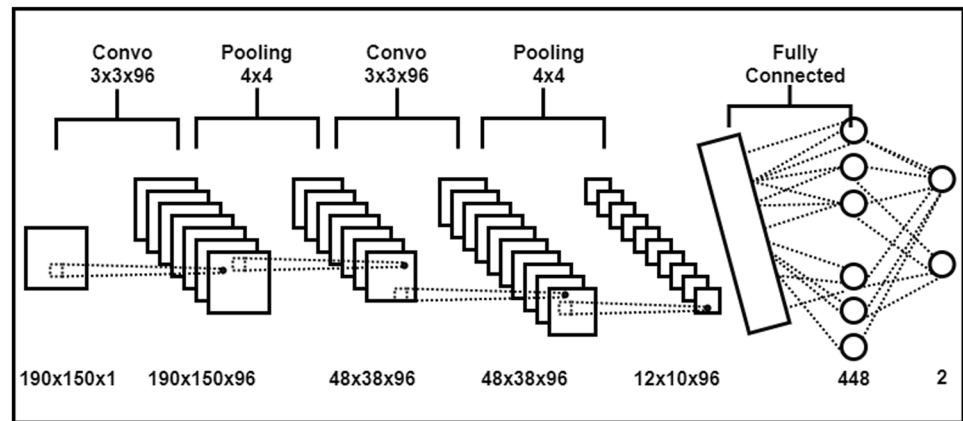 Convo
3x3x96
Pooling
4x4
Convo
3x3x96
Pooling
4x4
Fully
Connected
190x150x1
190x150x96
48x38x96
48x38x96
12x10x96
448
2